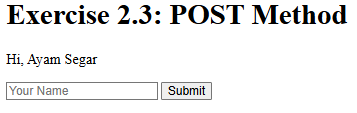 Exercise 2.3: POST Method
Hi, Ayam Segar
Your Name Submit